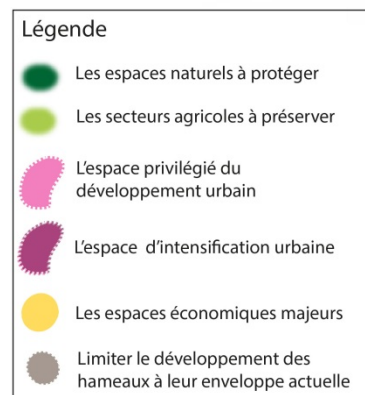 Légende
Les espaces naturels à protéger
Les secteurs agricoles à préserver
L'espace privilégié du
développement urbain
L'espace d'intensification urbaine
Les espaces économiques majeurs
Limiter le développement des
hameaux à leur enveloppe actuelle